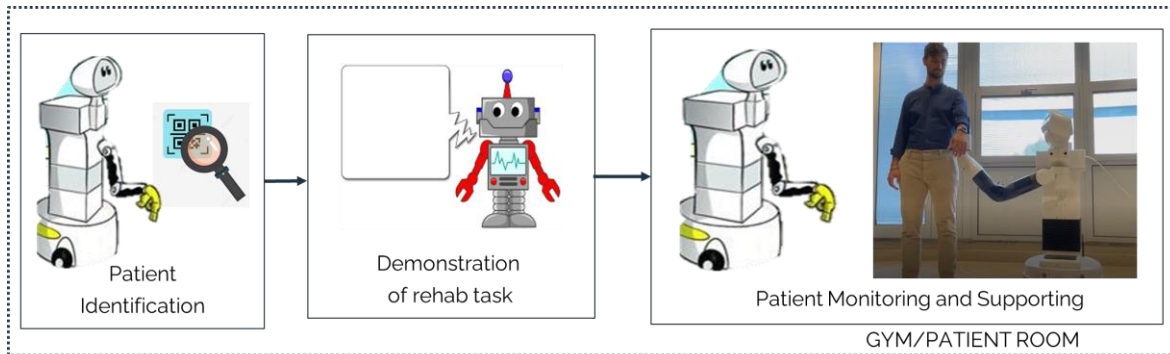 Patient
Identification
Demonstration
of rehab task
Patient Monitoring and Supporting
GYM/PATIENT ROOM